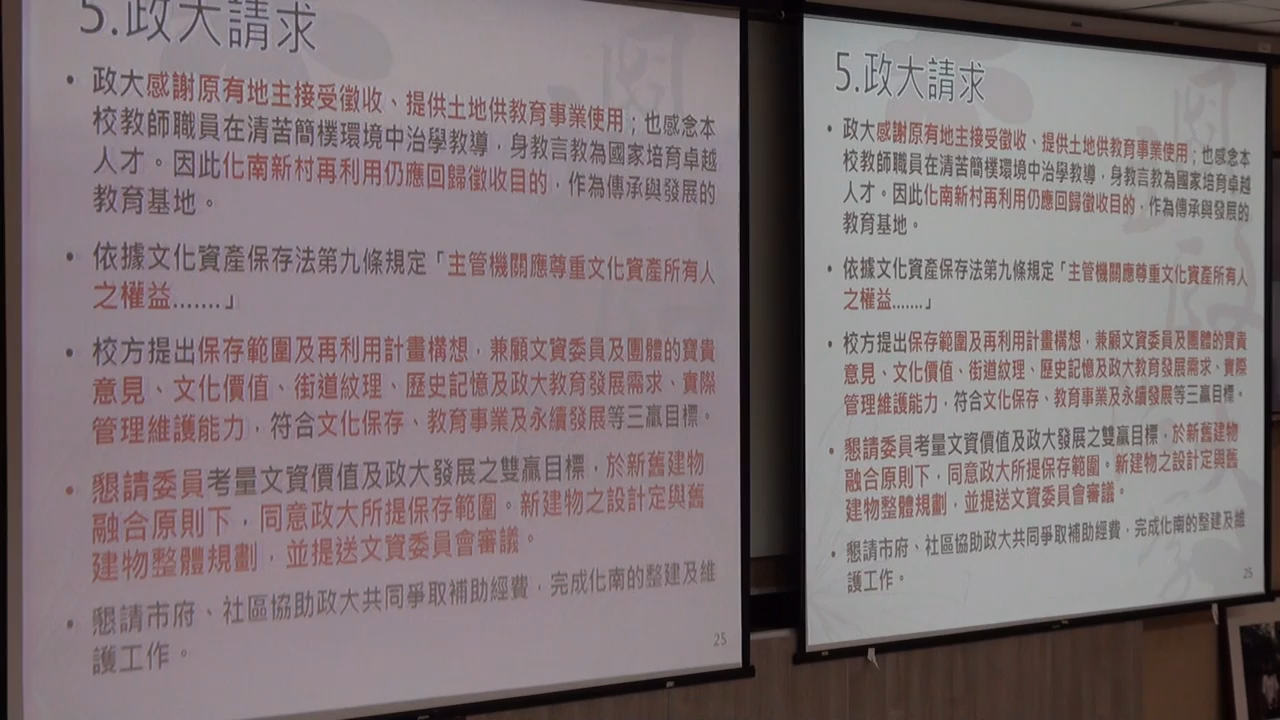 5.政大請求
• 政大感謝原有地主接受徵收、提供土地供教育事業使用；也感念本
校教師職員在清苦簡樸環境中治學教導，身教言教為國家培育卓越
人才。因此化南新村再利用仍應回歸徵收目的，作為傳承與發展的
教育基地。
• 依據文化資產保存法第九條規定「主管機關應尊重文化資產所有人
之權益.......」
• 校方提出保存範圍及再利用計畫構想，兼顧文資委員及團體的寶貴
意見、文化價值、街道紋理、歷史記憶及政大教育發展需求、實際
管理維護能力，符合文化保存、教育事業及永續發展等三贏目標。
• 懇請委員考量文資價值及政大發展之雙贏目標，於新舊建物
融合原則下，同意政大所提保存範圍。新建物之設計定與舊
建物整體規劃，並提送文資委員會審議。
• 懇請市府、社區協助政大共同爭取補助經費，完成化南的整建及維
護工作。
25
5.政大請求
• 政大感謝原有地主接受徵收、提供土地供教育事業使用；也感念本
校教師職員在清苦簡樸環境中治學教導，身教言教為國家培育卓越
人才。因此化南新村再利用仍應回歸徵收目的，作為傳承與發展的
教育基地。
• 依據文化資產保存法第九條規定「主管機關應尊重文化資產所有人
之權益.......」
• 校方提出保存範圍及再利用計畫構想，兼顧文資委員及團體的寶貴
意見、文化價值、街道紋理、歷史記憶及政大教育發展需求、實際
管理維護能力，符合文化保存、教育事業及永續發展等三贏目標。
• 懇請委員考量文資價值及政大發展之雙贏目標，於新舊建物
融合原則下，同意政大所提保存範圍。新建物之設計定與舊
建物整體規劃，並提送文資委員會審議。
• 懇請市府、社區協助政大共同爭取補助經費，完成化南的整建及維
護工作。
25